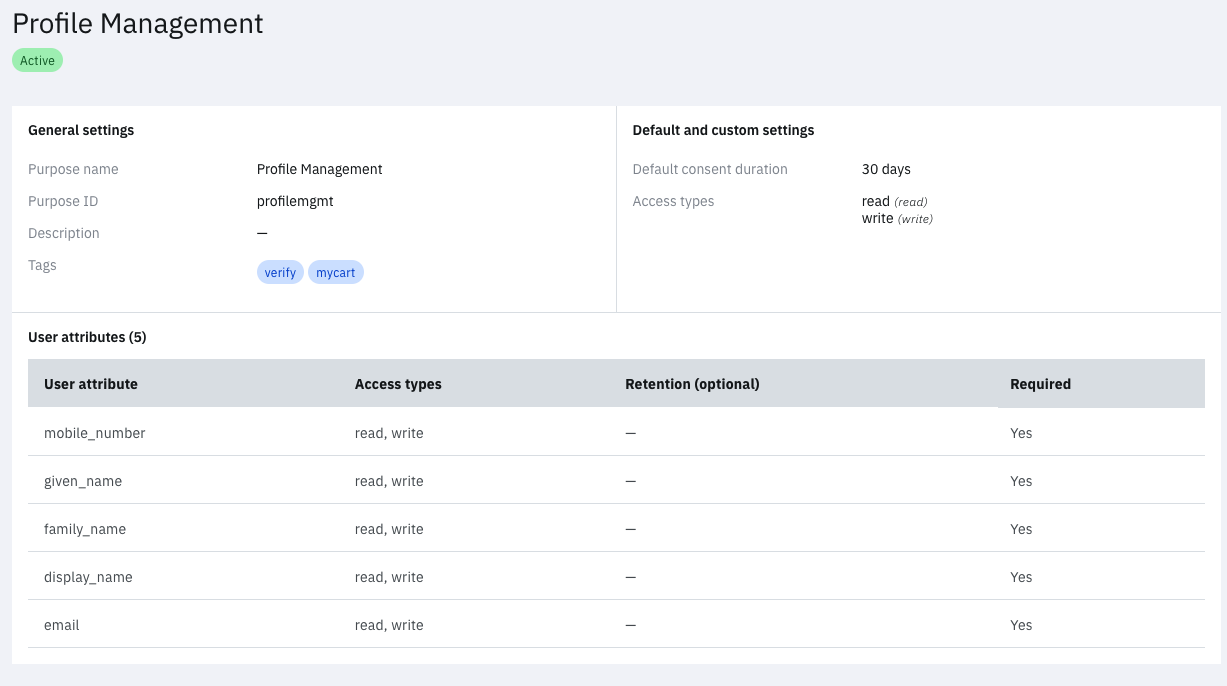 Profile Management
Active
General settings
Purpose name Profile Management
Purpose ID profilemgmt
Description —
Tags verify mycart
Default and custom settings
Default consent duration 30 days
Access types read (read)
write (write)
User attributes (5)
User attribute Access types Retention (optional) Required
mobile_number read, write — Yes
given_name read, write — Yes
family_name read, write — Yes
display_name read, write — Yes
email read, write — Yes